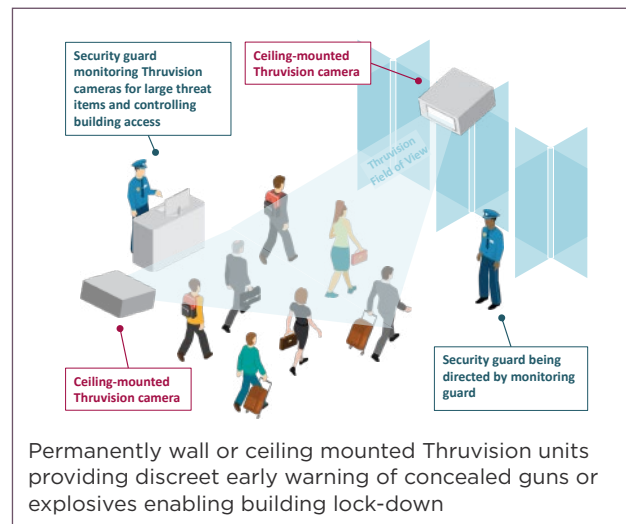 Security guard
monitoring Thruvision
cameras for large threat
items and controlling
building access
Ceiling-mounted
Thruvision camera
Thruvision
Field of View
Ceiling-mounted
Thruvision camera
Security guard being
directed by monitoring
guard
Permanently wall or ceiling mounted Thruvision units
providing discreet early warning of concealed guns or
explosives enabling building lock-down